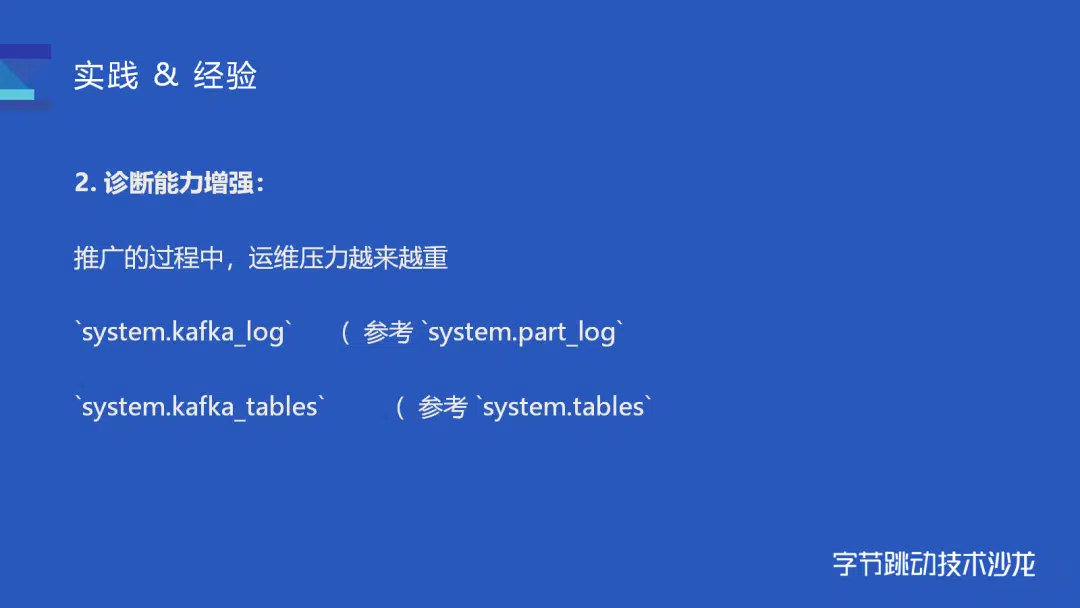 实践 & 经验
2. 诊断能力增强：
推广的过程中，运维压力越来越重
`system.kafka_log` （ 参考 `system.part_log`
`system.kafka_tables` （ 参考 `system.tables`
字节跳动技术沙龙